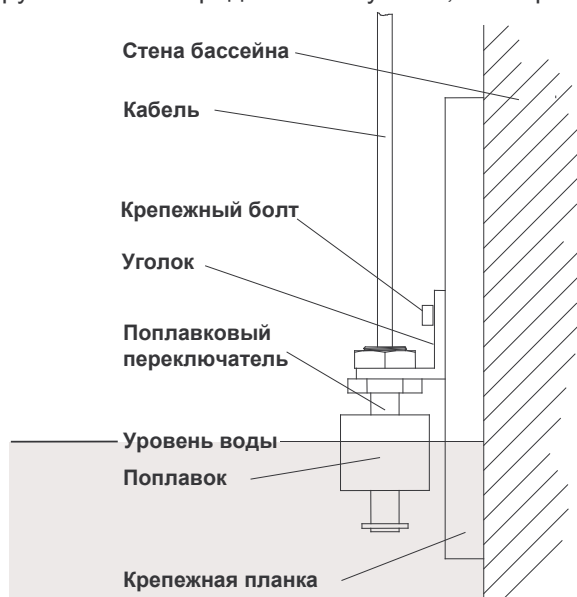 Стена бассейна
Кабель
Крепежный болт
Уголок
Поплавковый
переключатель
Уровень воды
Поплавок
Крепежная планка